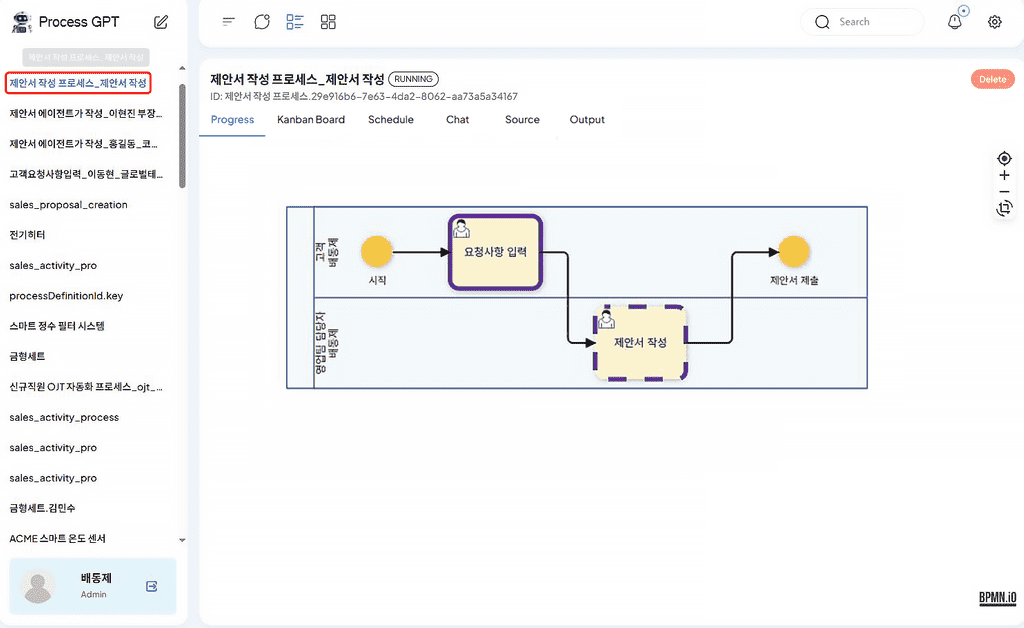 Process GPT
제안서 작성 프로세스_제안서 작성
제안서 작성 프로세스_제안서 작성
제안서 에이전트가 작성_이현진 부장...
제안서 에이전트가 작성_홍길동_코...
고객요청사항입력_이동현_글로벌테...
sales_proposal_creation
전기히터
sales_activity_pro
processDefinitionId.key
스마트 정수 필터 시스템
금형세트
신규직원 OJT 자동화 프로세스_ojt_...
sales_activity_process
sales_activity_pro
sales_activity_pro
금형세트.김민수
ACME 스마트 온도 센서
배동제
Admin
Search
제안서 작성 프로세스_제안서 작성 RUNNING
Delete
ID: 제안서 작성 프로세스.29e916b6-7e63-4da2-8062-aa73a5a34167
Progress Kanban Board Schedule Chat Source Output
고객
배동제
시작
요청사항 입력
제안서 제출
영업팀 담당자
배동제
제안서 작성
BPMN.iO